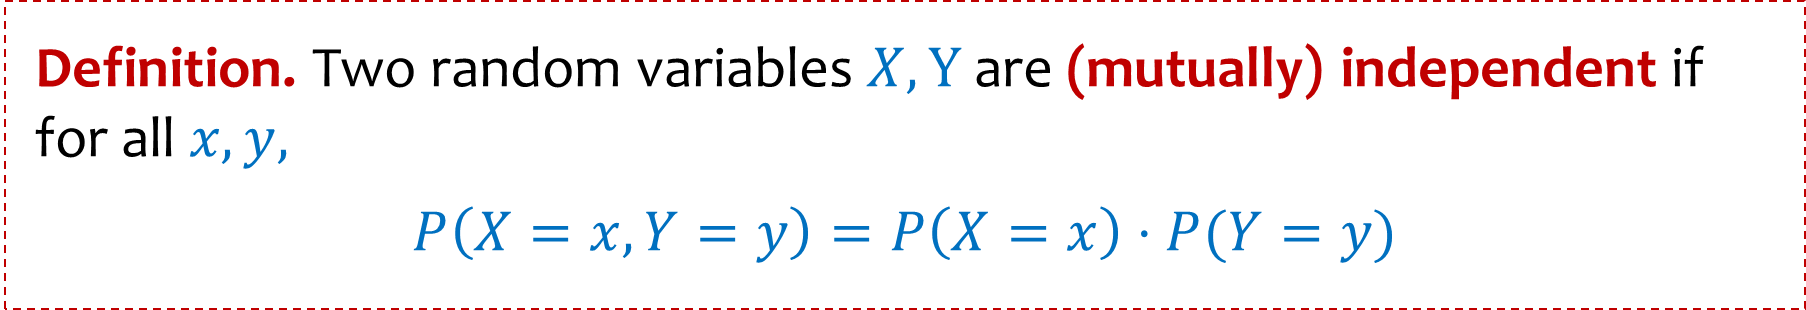 Definition. Two random variables X, Y are (mutually) independent if
for all x, y,
P(X = x, Y = y) = P(X = x) · P(Y = y)